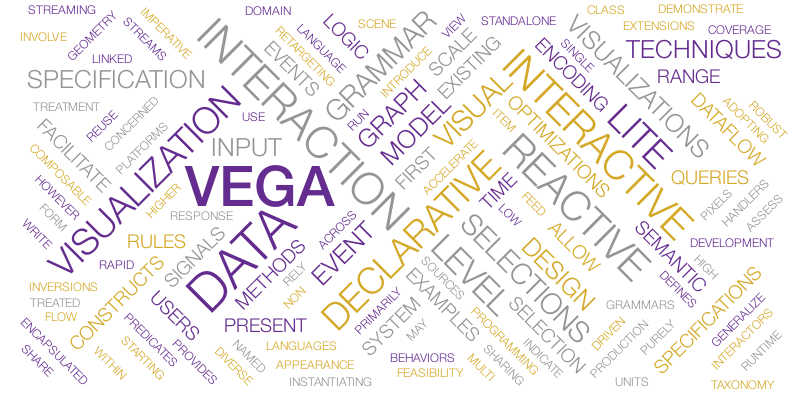 STREAMING
DOMAIN
IMPERATIVE
CLASS
DEMONSTRATE
INVOLVE
GEOMETRY
STREAMS
LANGUAGE
LOGIC
SCENE
VIEW
STANDALONE
EXTENSIONS
COVERAGE
LINKED
RETARGETING
EVENTS
GRAMMAR
INTRODUCE
SCALE
EXISTING
SINGLE
ENCODING
VISUALIZATIONS
TECHNIQUES
SPECIFICATION
INTERACTION
RANGE
TREATMENT
REUSE
CONCERNED
USE
RUN
GRAPH
MODEL
VISUAL
INTERACTIVE
LITE
DATAFLOW
ADOPTING
ROBUST
FACILITATE
PLATFORMS
VISUALIZATION
INPUT
FIRST
ITEM
OPTIMIZATIONS
COMPOSABLE
HIGHER
VEGA
ACCELERATE
REACTIVE
QUERIES
HOWEVER
FORM
RESPONSE
DECLARATIVE
TIME
LOW
FEED
PIXELS
HANDLERS
ASSESS
WRITE
RULES
SIGNALS
DATA
METHODS
ACROSS
EVENT
SELECTIONS
ALLOW
SEMANTIC
DEVELOPMENT
RAPID
RELY
NON
LEVEL
DESIGN
HIGH
DEFINES
INVERSIONS
CONSTRUCTS
SOURCES
TREATED
FLOW
USERS
PRESENT
PRIMARILY
SYSTEM
EXAMPLES
SELECTION
GRAMMARS
SPECIFICATIONS
GENERALIZE
ENCAPSULATED
PREDICATES
PROVIDES
NAMED
LANGUAGES
MAY
PROGRAMMING
INDICATE
DRIVEN
PRODUCTION
PURELY
INTERACTORS
RUNTIME
SHARE
WITHIN
STARTING
DIVERSE
APPEARANCE
BEHAVIORS
SHARING
INSTANTIATING
FEASIBILITY
MULTI
UNITS
TAXONOMY